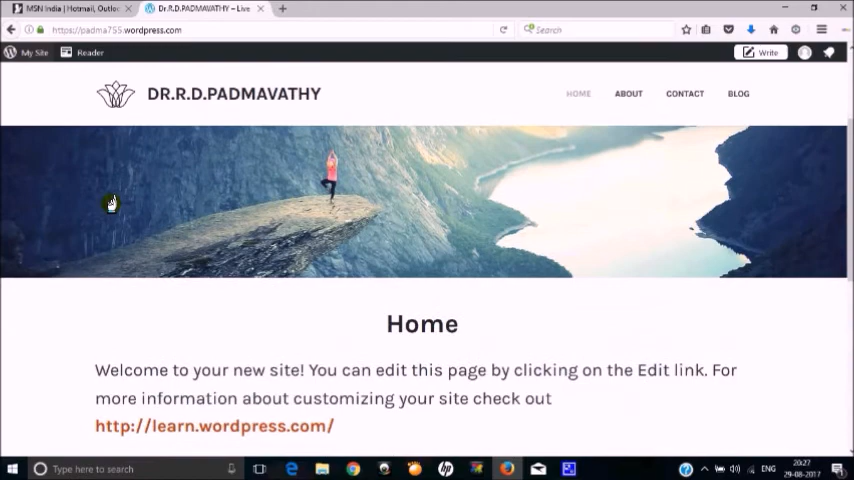 MSN India | Hotmail, Outlo
Dr.R.D.PADMAVATHY – Live
https://padma755.wordpress.com
Search
My Site
Reader
Write
DR.R.D.PADMAVATHY
HOME
ABOUT
CONTACT
BLOG
Home
Welcome to your new site! You can edit this page by clicking on the Edit link. For
more information about customizing your site check out
http://learn.wordpress.com/
Type here to search
ENG
20:27
29-08-2017